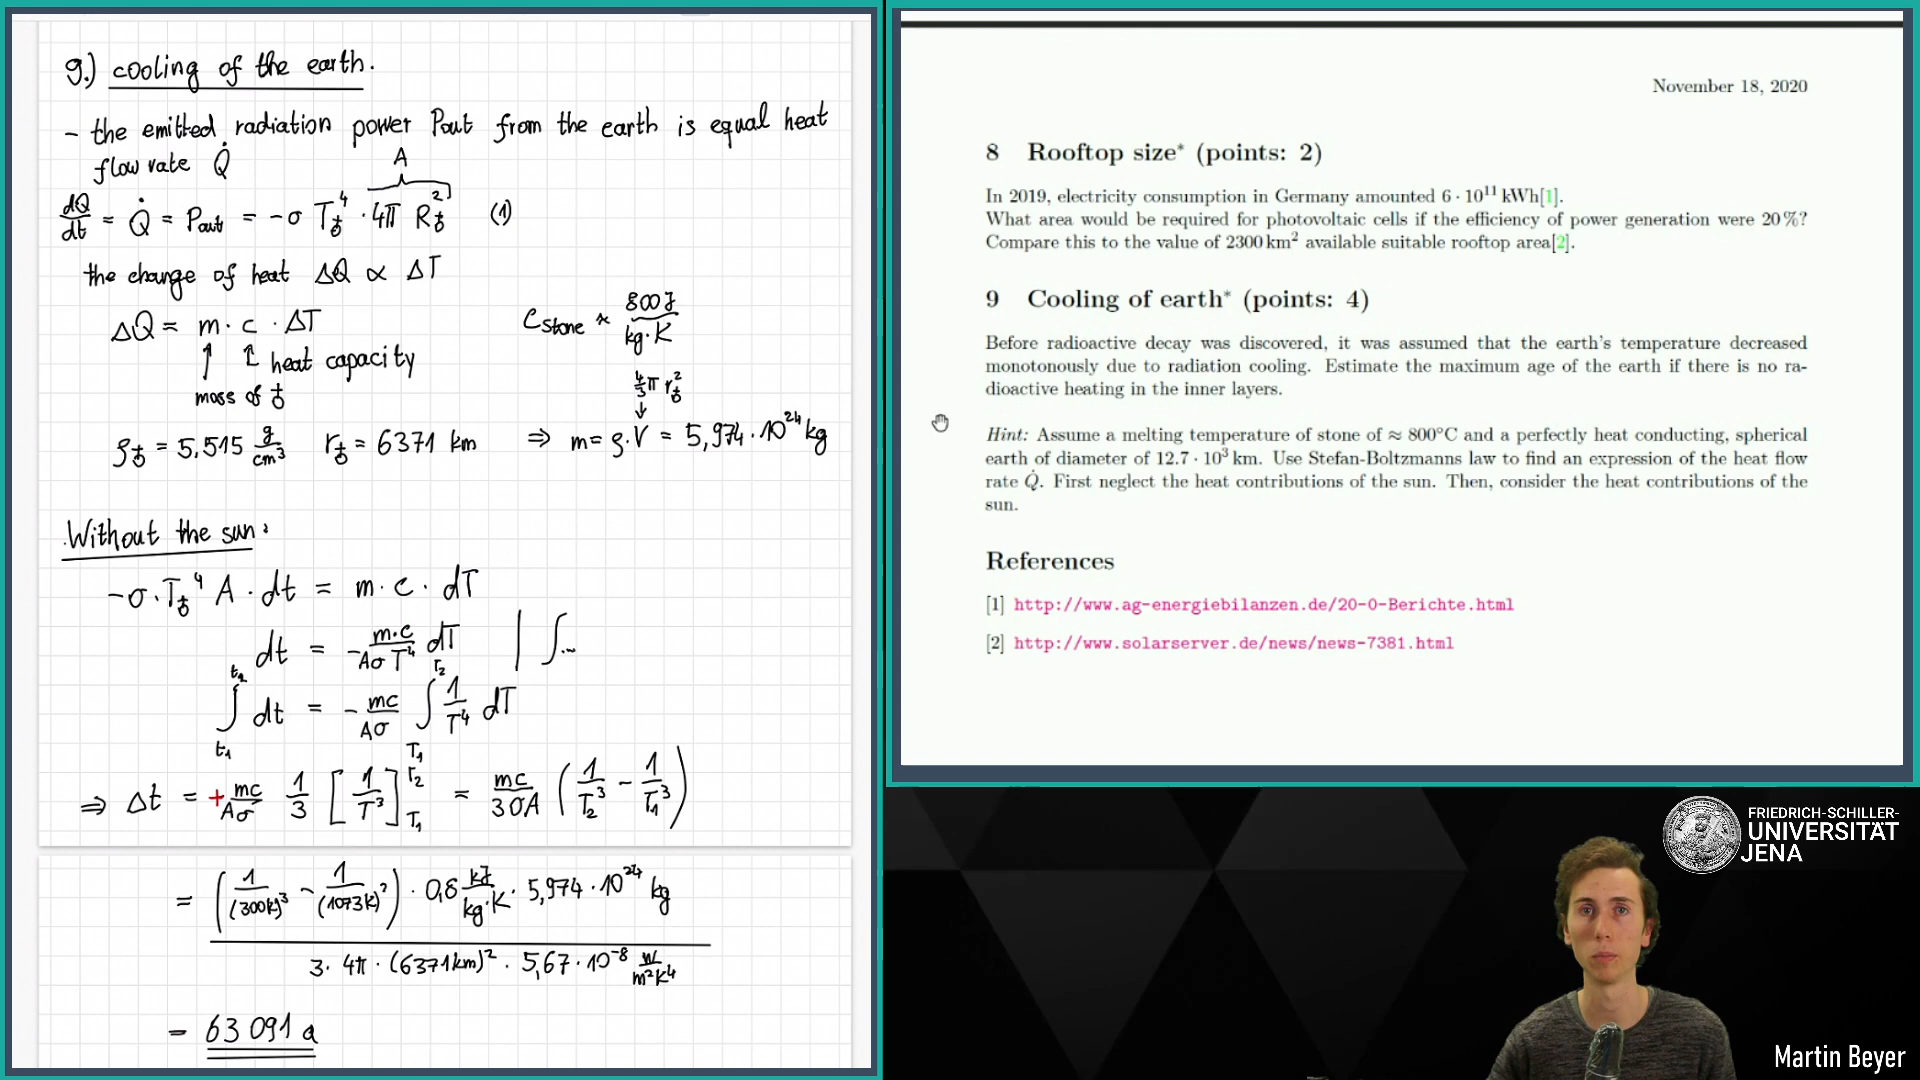 9.) cooling of the earth.
- the emitted radiation power Pout from the earth is equal heat
flow rate Q̇
A
dQ/dt = Q̇ = Pout = -σ T♁⁴ · 4π R♁² (1)
the change of heat ΔQ ∝ ΔT
ΔQ = m · c · ΔT
C stone ≈ 800J / kg·K
↑ ↑ heat capacity
mass of ♁
4/3 π r♁²
↓
ρ♁ = 5,515 g/cm³ r♁ = 6371 km ⇒ m = ρ·V = 5,974·10²⁴ kg
Without the sun:
-σ·T♁⁴ A · dt = m · c · dT
dt = - m·c / Aσ T⁴ dT | ∫...
∫ t₁ t₂ dt = - mc / Aσ ∫ T₁ T₂ 1/T⁴ dT
⇒ Δt = + mc / Aσ 1/3 [1/T³] T₁ T₂ = mc / 3σA (1/T₂³ - 1/T₁³)
= (1/(300K)³ - 1/(1073K)²) · 0,8 kJ/kg·K · 5,974·10²⁴ kg
3 · 4π · (6371km)² · 5,67·10⁻⁸ W/m²K⁴
= 63 091 a
November 18, 2020
8 Rooftop size* (points: 2)
In 2019, electricity consumption in Germany amounted 6 · 10¹¹ kWh[1].
What area would be required for photovoltaic cells if the efficiency of power generation were 20 %?
Compare this to the value of 2300 km² available suitable rooftop area[2].
9 Cooling of earth* (points: 4)
Before radioactive decay was discovered, it was assumed that the earth's temperature decreased
monotonously due to radiation cooling. Estimate the maximum age of the earth if there is no ra-
dioactive heating in the inner layers.
Hint: Assume a melting temperature of stone of ≈ 800°C and a perfectly heat conducting, spherical
earth of diameter of 12.7 · 10³ km. Use Stefan-Boltzmanns law to find an expression of the heat flow
rate Q̇. First neglect the heat contributions of the sun. Then, consider the heat contributions of the
sun.
References
[1] http://www.ag-energiebilanzen.de/20-0-Berichte.html
[2] http://www.solarserver.de/news/news-7381.html
FRIEDRICH-SCHILLER-
UNIVERSITÄT
JENA
Martin Beyer